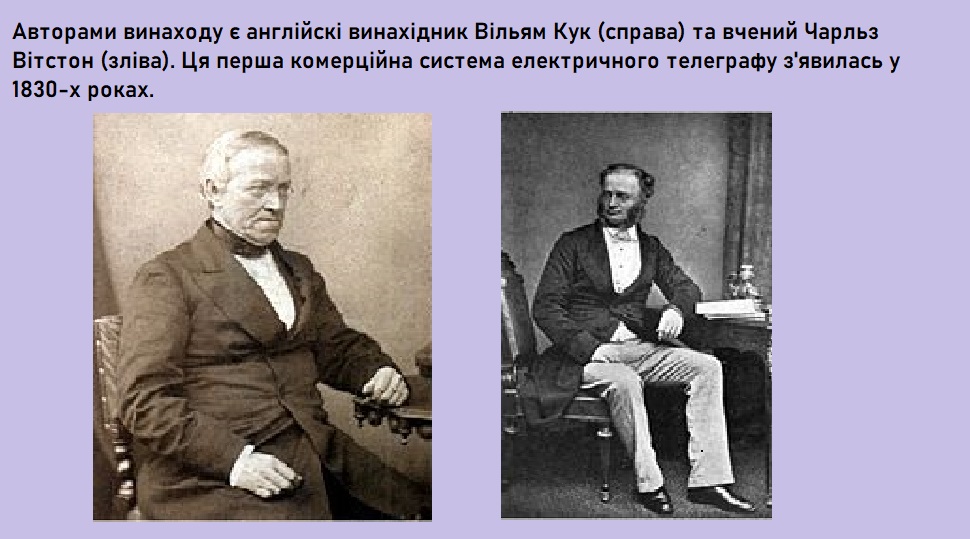 Авторами винаходу є англійскі винахідник Вільям Кук (справа) та вчений Чарльз
Вітстон (зліва). Ця перша комерційна система електричного телеграфу з'явилась у
1830-х роках.